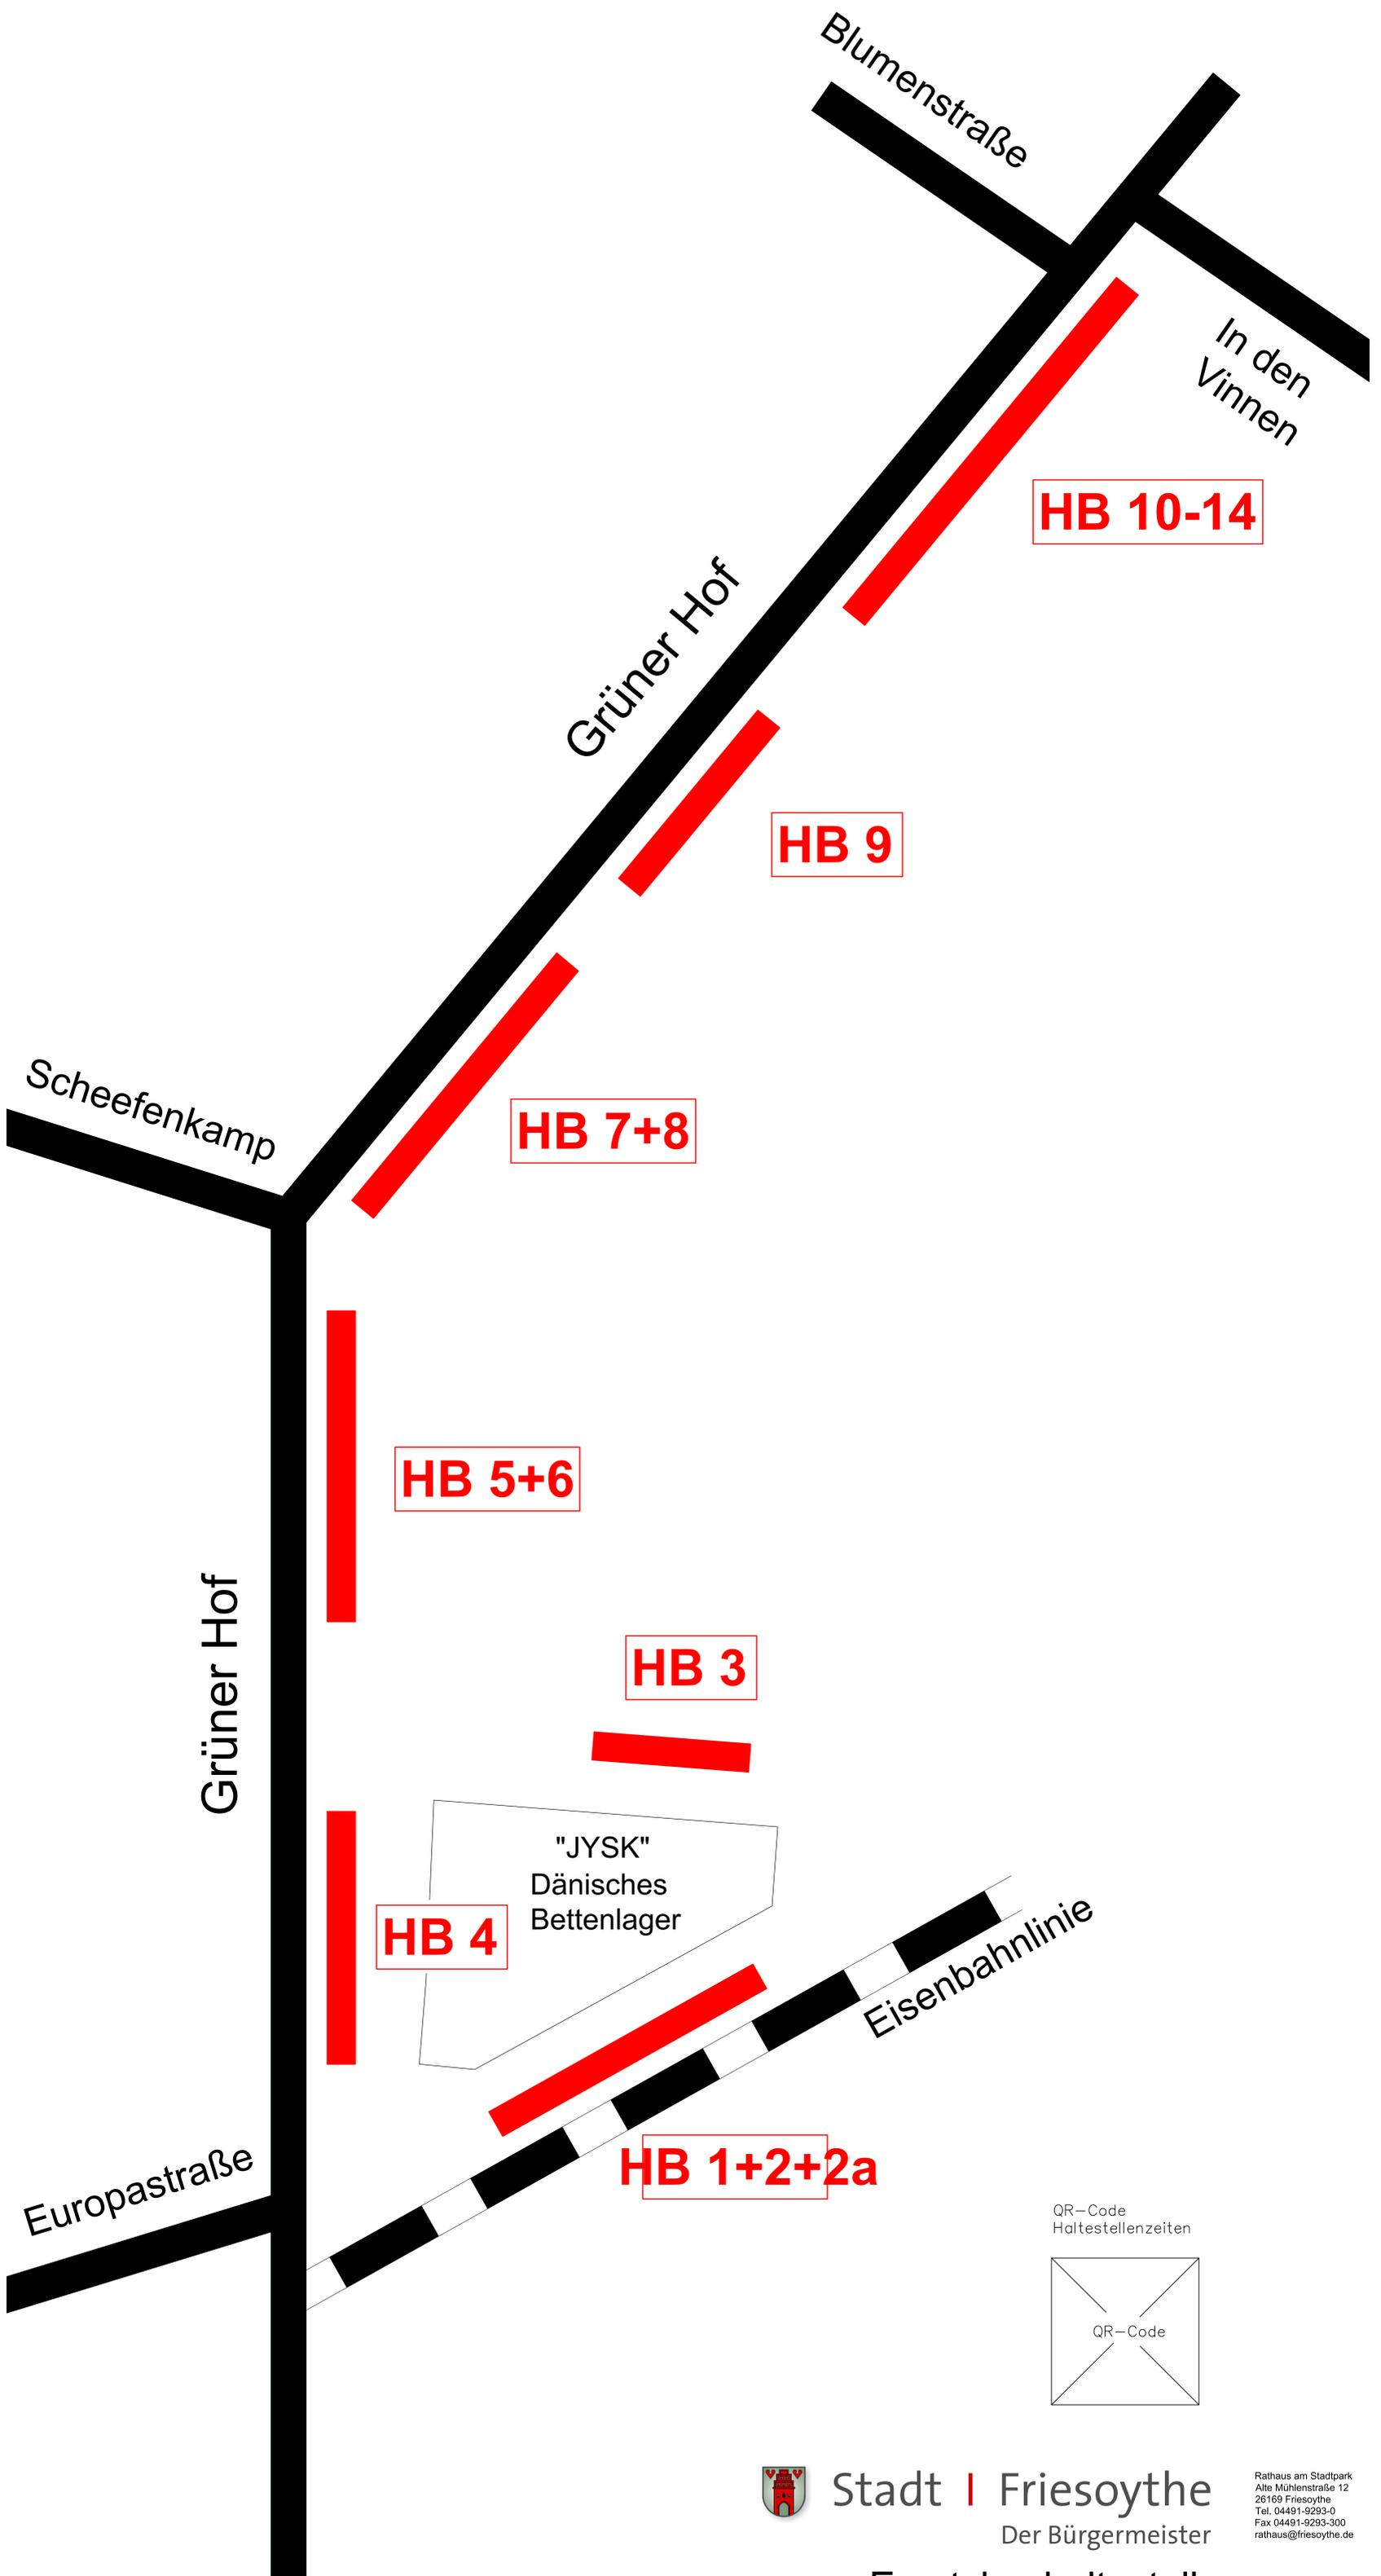 Blumenstraße
In den
Vinnen
HB 10-14
Grüner Hof
HB 9
Scheefenkamp
HB 7+8
HB 5+6
Grüner Hof
HB 3
"JYSK"
Dänisches
Bettenlager
HB 4
Eisenbahnlinie
HB 1+2+2a
Europastraße
QR-Code
Haltestellenzeiten
QR-Code
Stadt | Friesoythe
Der Bürgermeister
Rathaus am Stadtpark
Alte Mühlenstraße 12
26169 Friesoythe
Tel. 04491-9293-0
Fax 04491-9293-300
rathaus@friesoythe.de